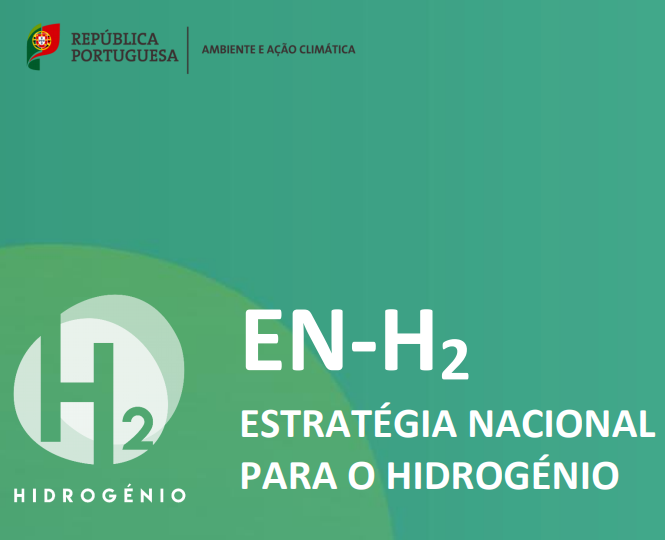 REPÚBLICA
PORTUGUESA
AMBIENTE E AÇÃO CLIMÁTICA
H2
HIDROGÉNIO
EN-H₂
ESTRATÉGIA NACIONAL
PARA O HIDROGÉNIO